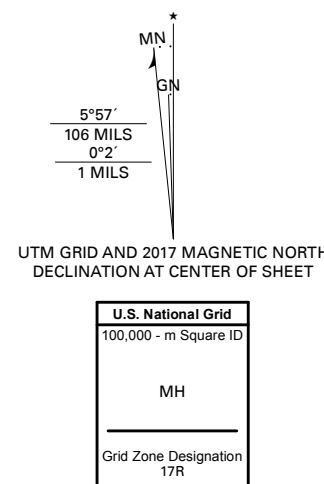 ★
MN
GN
5°57´
106 MILS
0°2´
1 MILS
UTM GRID AND 2017 MAGNETIC NORTH
DECLINATION AT CENTER OF SHEET
U.S. National Grid
100,000 - m Square ID
MH
Grid Zone Designation
17R